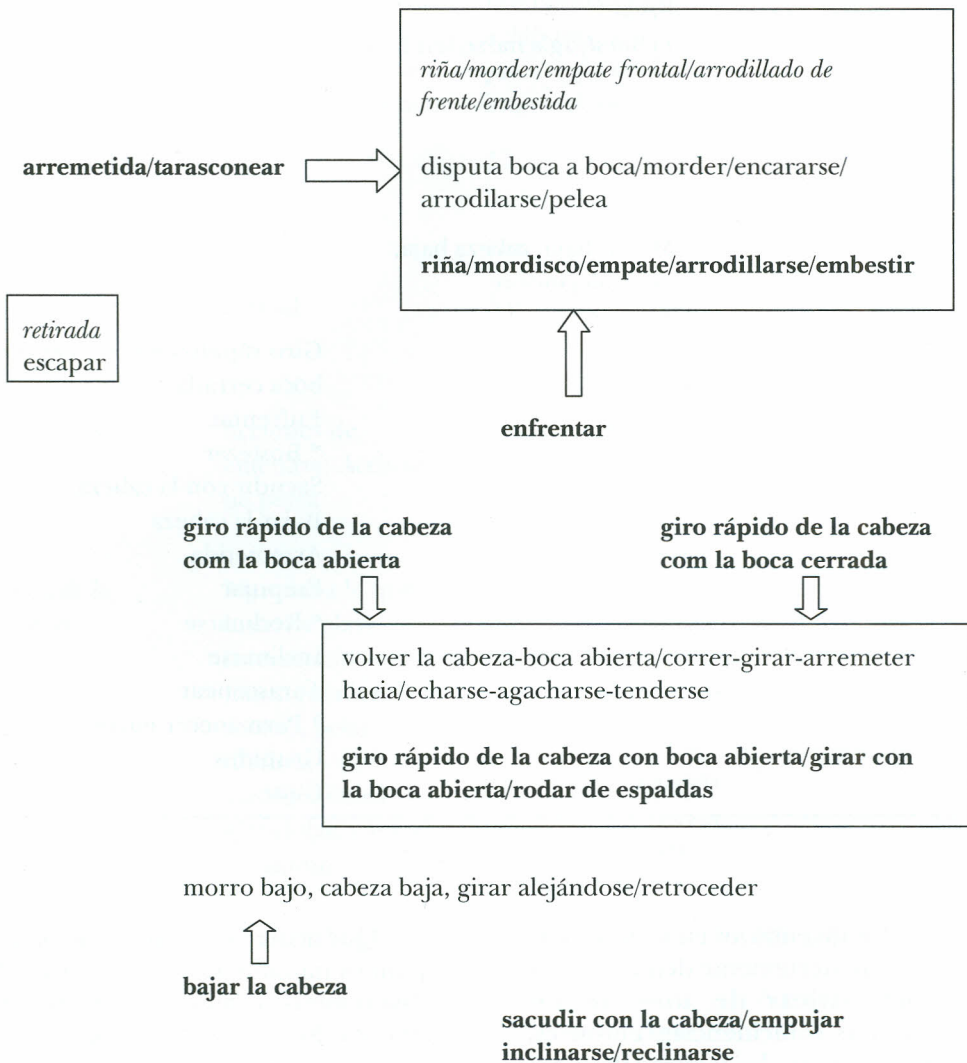 riña/morder/empate frontal/arrodillado de
frente/embestida
arremetida/tarasconear
disputa boca a boca/morder/encararse/
arrodilarse/pelea
riña/mordisco/empate/arrodillarse/embestir
retirada
escapar
enfrentar
giro rápido de la cabeza
com la boca abierta
giro rápido de la cabeza
com la boca cerrada
volver la cabeza-boca abierta/correr-girar-arremeter
hacia/echarse-agacharse-tenderse
giro rápido de la cabeza con boca abierta/girar con
la boca abierta/rodar de espaldas
morro bajo, cabeza baja, girar alejándose/retroceder
bajar la cabeza
sacudir con la cabeza/empujar
inclinarse/reclinarse